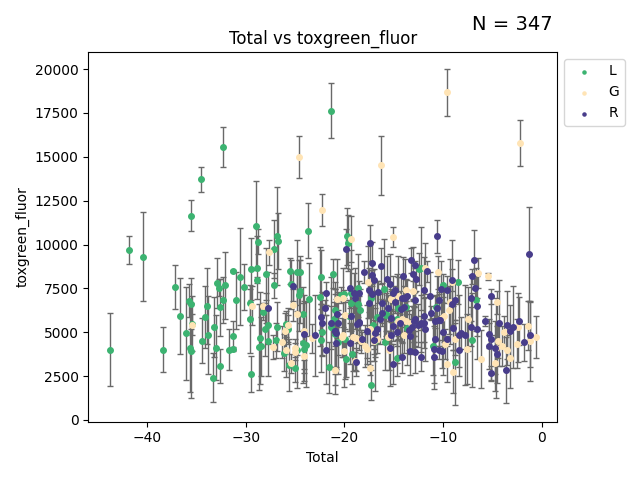 N = 347
Total vs toxgreen_fluor
20000
17500
15000
12500
10000
7500
5000
2500
0
toxgreen_fluor
−40
−30
−20
−10
0
Total
L
G
R